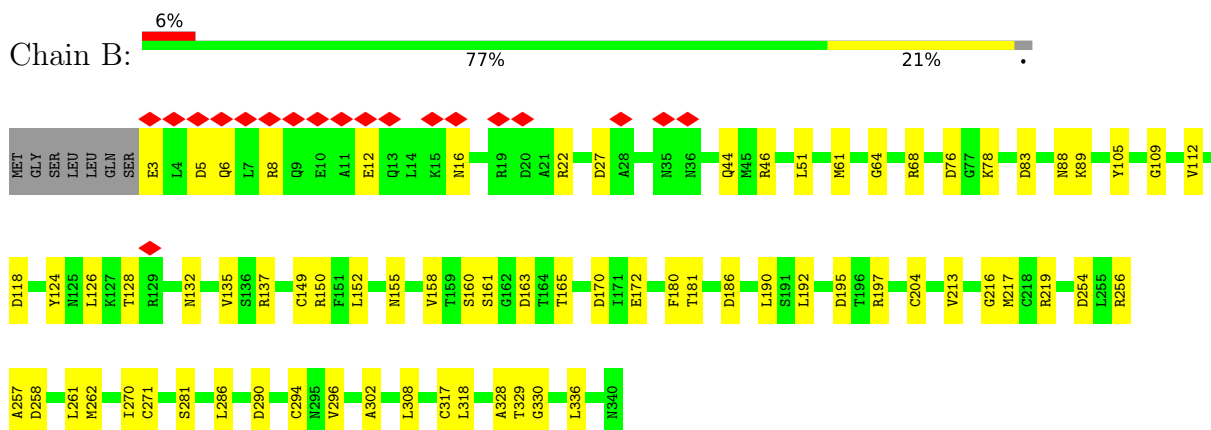 6%
Chain B:
77% 21% •
MET GLY SER LEU LEU GLN SER E3 L4 D5 Q6 L7 R8 Q9 E10 A11 E12 Q13 L14 K15 N16 R19 D20 A21 R22 D27 A28 N35 N36 Q44 M45 R46 L51 M61 G64 R68 D76 G77 K78 D83 N88 K89 Y105 G109 V112
D118 Y124 N125 L126 K127 T128 R129 N132 V135 S136 R137 C149 R150 F151 L152 N155 V158 T159 S160 S161 G162 D163 T164 T165 D170 I171 E172 F180 T181 D186 L190 S191 L192 D195 T196 R197 C204 V213 G216 M217 C218 R219 D254 L255 R256
A257 D258 L261 M262 I270 C271 S281 L286 D290 C294 N295 V296 A302 L308 C317 L318 A328 T329 G330 L336 N340